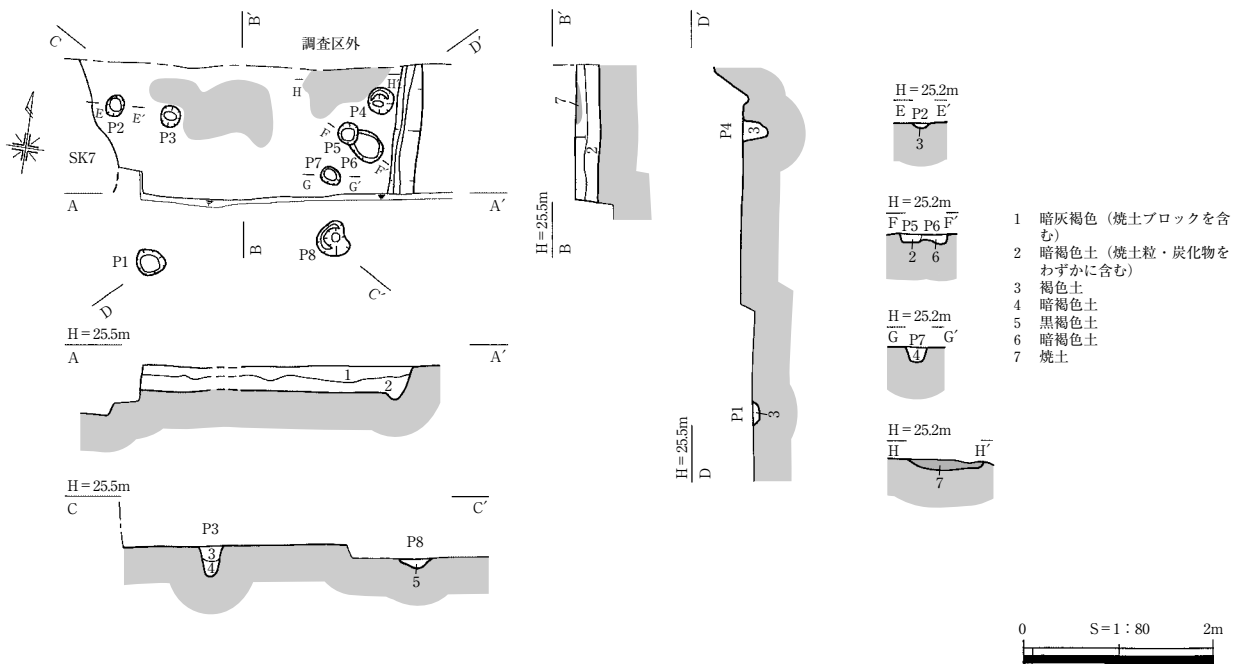 調査区外
C
B′
D′
E
P2
E′
P3
H
H′
P4
F
P5
P6
F′
P7
G
G′
SK7
A
A′
P1
B
P8
C′
D
H＝25.5m
A
A′
1
2
H＝25.5m
C
C′
P3
3
4
P8
5
B′
7
2
H＝25.5m
B
D′
P4
3
P1
3
H＝25.5m
D
H＝25.2m
E P2 E′
3
H＝25.2m
F P5 P6 F′
2 6
H＝25.2m
G P7 G′
4
H＝25.2m
H H′
7
1 暗灰褐色（焼土ブロックを含
む）
2 暗褐色土（焼土粒・炭化物を
わずかに含む）
3 褐色土
4 暗褐色土
5 黒褐色土
6 暗褐色土
7 焼土
0 S＝1：80 2m